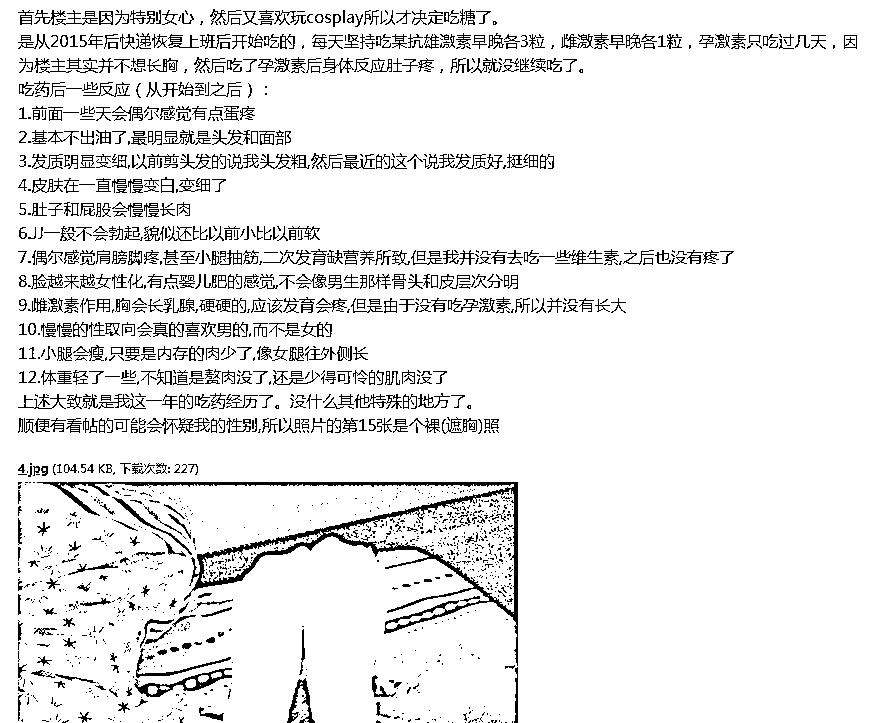 首先楼主是因为特别女心，然后又喜欢玩cosplay所以才决定吃糖了。
是从2015年后快递恢复上班后开始吃的，每天坚持吃某抗雄激素早晚各3粒，雌激素早晚各1粒，孕激素只吃过几天，因
为楼主其实并不想长胸，然后吃了孕激素后身体反应肚子疼，所以就没继续吃了。
吃药后一些反应（从开始到之后）：
1.前面一些天会偶尔感觉有点蛋疼
2.基本不出油了,最明显就是头发和面部
3.发质明显变细,以前剪头发的说我头发粗,然后最近的这个说我发质好,挺细的
4.皮肤在一直慢慢变白,变细了
5.肚子和屁股会慢慢长肉
6.JJ一般不会勃起,貌似还比以前小比以前软
7.偶尔感觉肩膀脚疼,甚至小腿抽筋,二次发育缺营养所致,但是我并没有去吃一些维生素,之后也没有疼了
8.脸越来越女性化,有点婴儿肥的感觉,不会像男生那样骨头和皮层次分明
9.雌激素作用,胸会长乳腺,硬硬的,应该发育会疼,但是由于没有吃孕激素,所以并没有长大
10.慢慢的性取向会真的喜欢男的,而不是女的
11.小腿会瘦,只要是内存的肉少了,像女腿往外侧长
12.体重轻了一些,不知道是赘肉没了,还是少得可怜的肌肉没了
上述大致就是我这一年的吃药经历了。没什么其他特殊的地方了。
顺便有看帖的可能会怀疑我的性别,所以照片的第15张是个裸(遮胸)照
4.jpg (104.54 KB, 下载次数: 227)